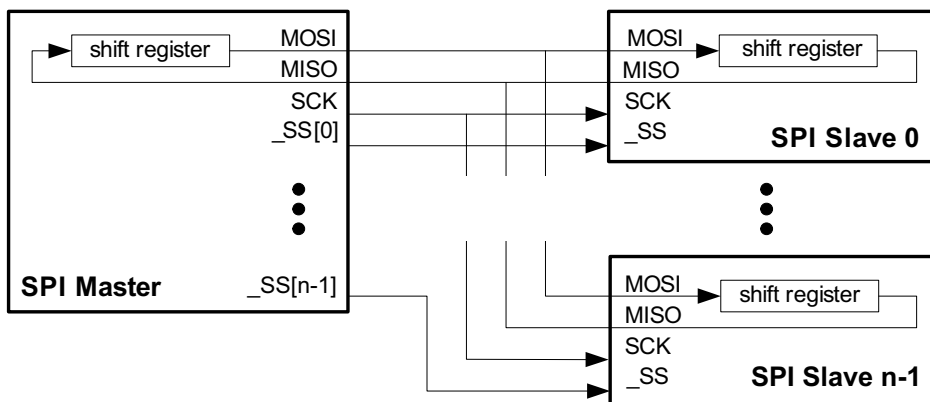 shift register
MOSI
MISO
SCK
_SS[0]
SPI Master
_SS[n-1]
MOSI
shift register
MISO
SCK
_SS
SPI Slave 0
MOSI
shift register
MISO
SCK
_SS
SPI Slave n-1